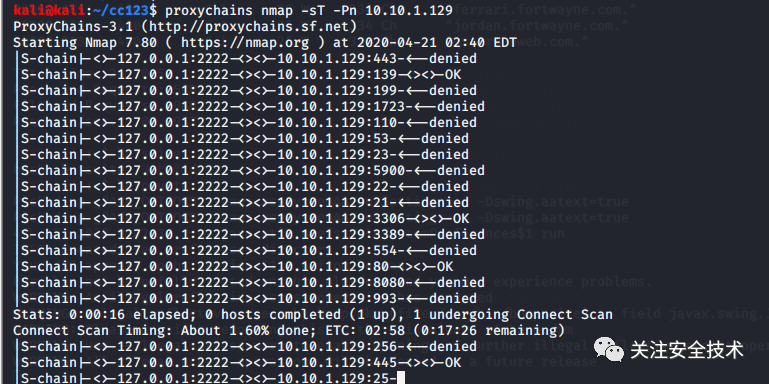 kali@kali:~/cc123$ proxychains nmap -sT -Pn 10.10.1.129
ProxyChains-3.1 (http://proxychains.sf.net)
Starting Nmap 7.80 ( https://nmap.org ) at 2020-04-21 02:40 EDT
|S-chain|-<>-127.0.0.1:2222-<><>-10.10.1.129:443-<--denied
|S-chain|-<>-127.0.0.1:2222-<><>-10.10.1.129:139-<><>-OK
|S-chain|-<>-127.0.0.1:2222-<><>-10.10.1.129:199-<--denied
|S-chain|-<>-127.0.0.1:2222-<><>-10.10.1.129:1723-<--denied
|S-chain|-<>-127.0.0.1:2222-<><>-10.10.1.129:110-<--denied
|S-chain|-<>-127.0.0.1:2222-<><>-10.10.1.129:53-<--denied
|S-chain|-<>-127.0.0.1:2222-<><>-10.10.1.129:23-<--denied
|S-chain|-<>-127.0.0.1:2222-<><>-10.10.1.129:5900-<--denied
|S-chain|-<>-127.0.0.1:2222-<><>-10.10.1.129:22-<--denied
|S-chain|-<>-127.0.0.1:2222-<><>-10.10.1.129:21-<--denied
|S-chain|-<>-127.0.0.1:2222-<><>-10.10.1.129:3306-<><>-OK
|S-chain|-<>-127.0.0.1:2222-<><>-10.10.1.129:3389-<--denied
|S-chain|-<>-127.0.0.1:2222-<><>-10.10.1.129:554-<--denied
|S-chain|-<>-127.0.0.1:2222-<><>-10.10.1.129:80-<><>-OK
|S-chain|-<>-127.0.0.1:2222-<><>-10.10.1.129:8080-<--denied
|S-chain|-<>-127.0.0.1:2222-<><>-10.10.1.129:993-<--denied
Stats: 0:00:16 elapsed; 0 hosts completed (1 up), 1 undergoing Connect Scan
Connect Scan Timing: About 1.60% done; ETC: 02:58 (0:17:26 remaining)
|S-chain|-<>-127.0.0.1:2222-<><>-10.10.1.129:256-<--denied
|S-chain|-<>-127.0.0.1:2222-<><>-10.10.1.129:445-<><>-OK
|S-chain|-<>-127.0.0.1:2222-<><>-10.10.1.129:25-
关注安全技术